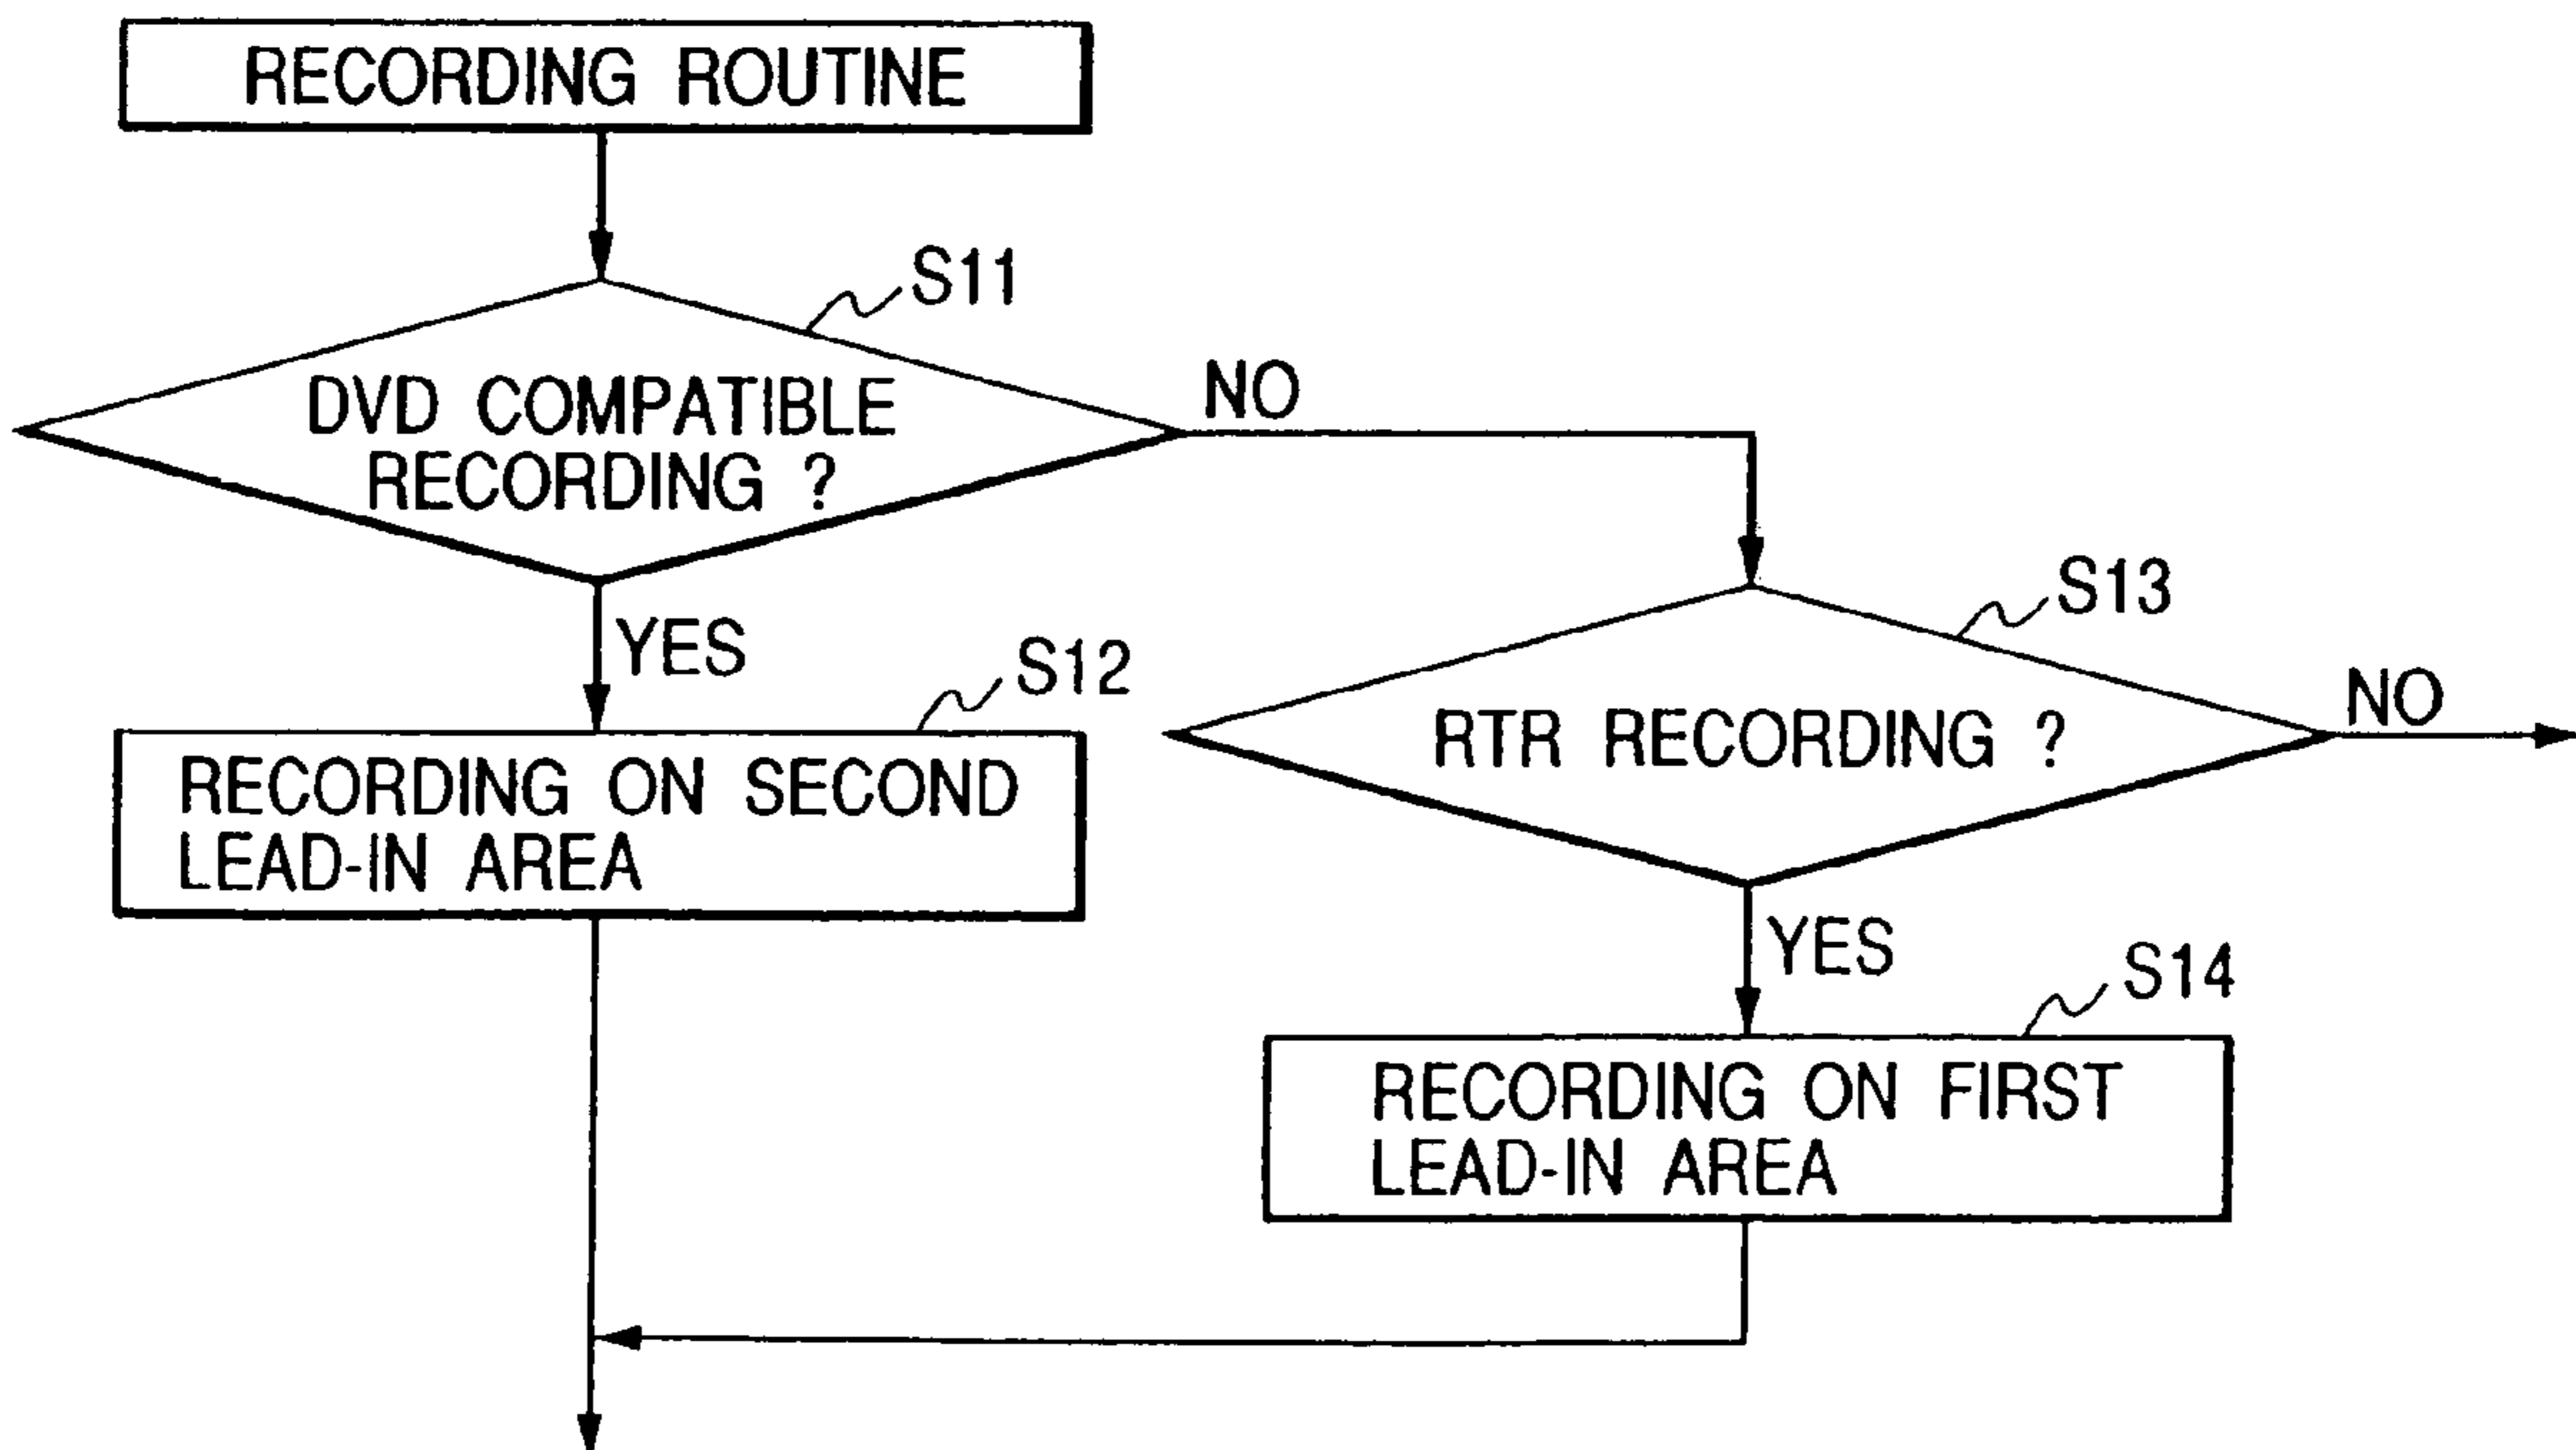 RECORDING ROUTINE
S11
DVD COMPATIBLE
RECORDING ?
NO
YES
S12
RECORDING ON SECOND
LEAD-IN AREA
S13
RTR RECORDING ?
NO
YES
S14
RECORDING ON FIRST
LEAD-IN AREA